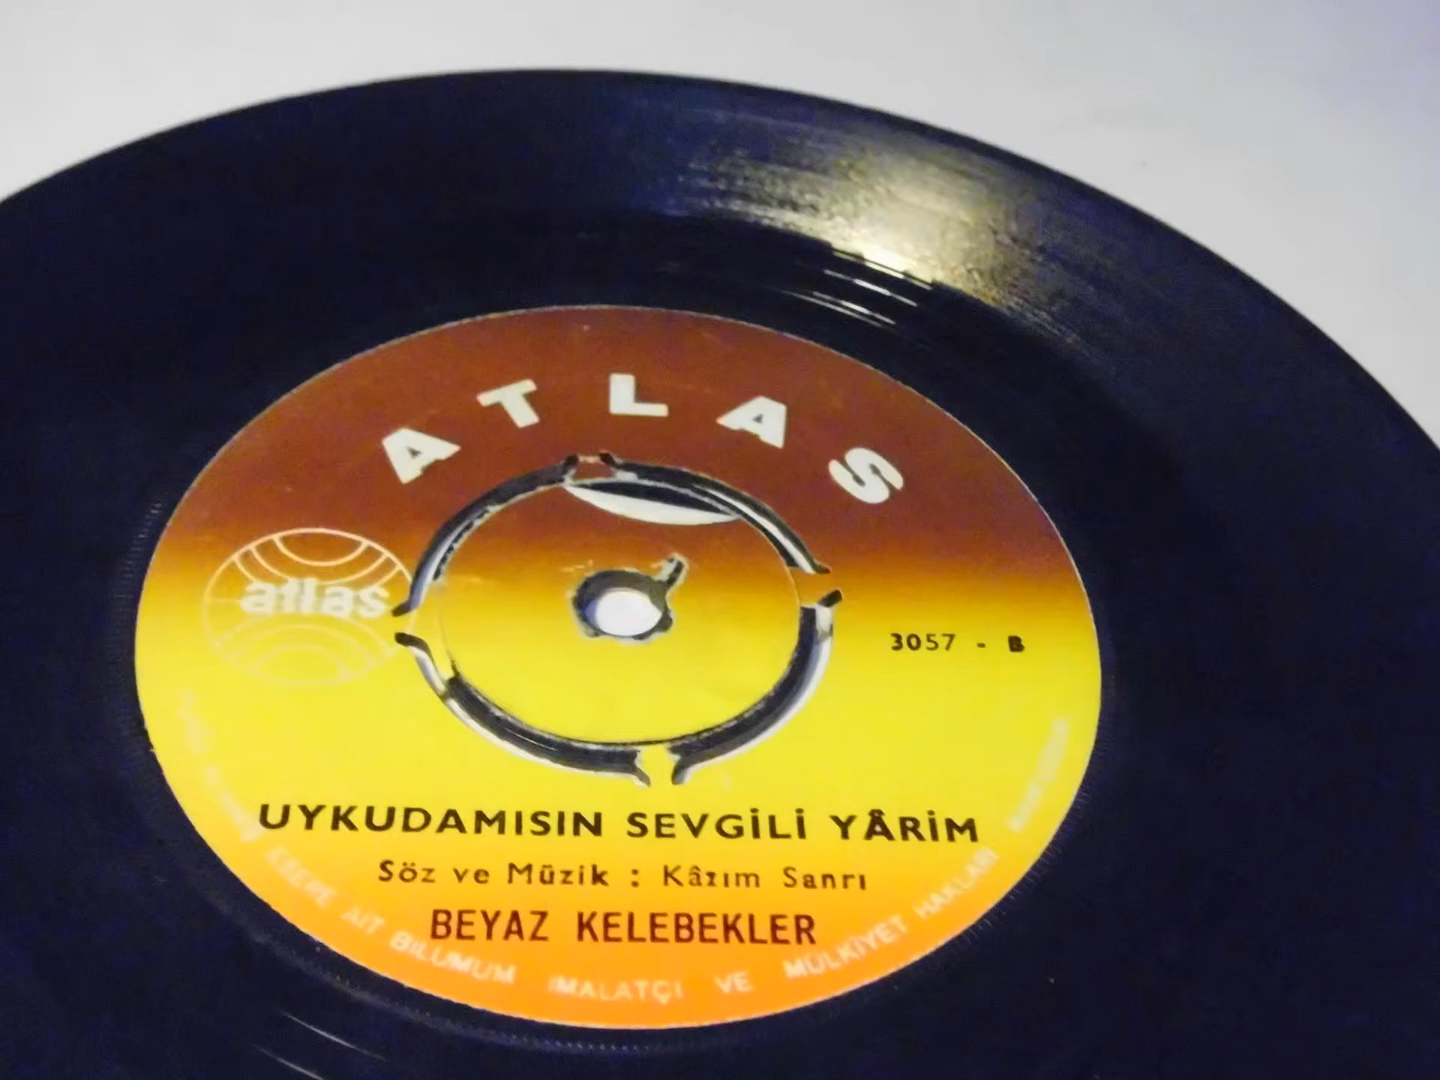 ATLAS
atlas
3057 - B
UYKUDAMISIN SEVGİLİ YÂRİM
Söz ve Müzik : Kâzım Sanrı
BEYAZ KELEBEKLER
ESERE AİT BİLUMUM İMALATÇI VE MÜLKİYET HAKLARI